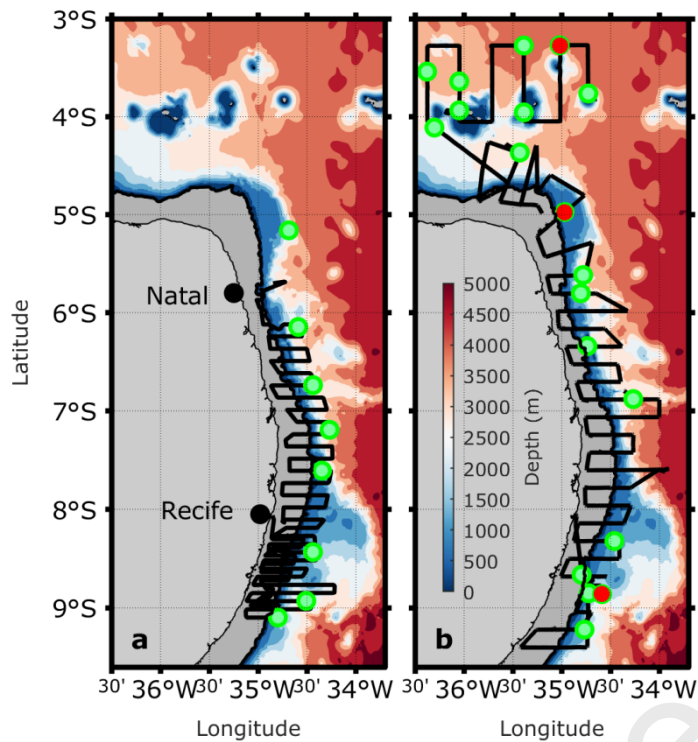 3°S
4°S
5°S
6°S
7°S
8°S
9°S
Latitude
Natal
Recife
a
30' 36°W 30' 35°W 30' 34°W
Longitude
5000
4500
4000
3500
3000
2500
2000
1500
1000
500
0
Depth (m)
b
30' 36°W 30' 35°W 30' 34°W
Longitude
e